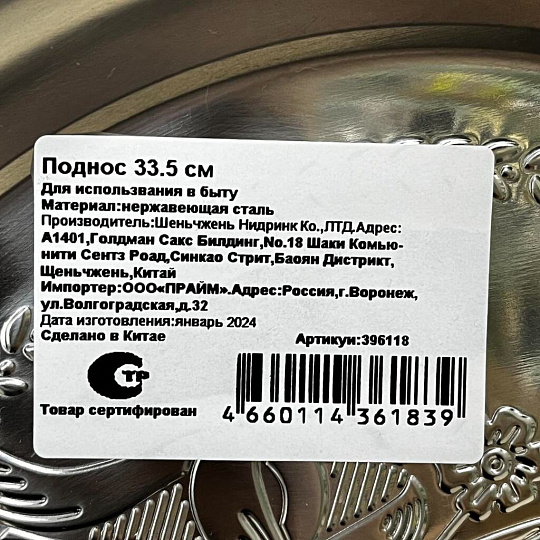 Поднос 33.5 см
Для использвания в быту
Материал:нержавеющая сталь
Производитель:Шеньчжень Нидринк Ко.,ЛТД.Адрес:
А1401,Голдман Сакс Билдинг,No.18 Шаки Комью-
нити Сентз Роад,Синкао Стрит,Баоян Дистрикт,
Щеньчжень,Китай
Импортер:ООО«ПРАЙМ».Адрес:Россия,г.Воронеж,
ул.Волгоградская,д.32
Дата изготовления:январь 2024
Сделано в Китае
Артикуи:396118
СТР
Товар сертифирован
4 660114 361839